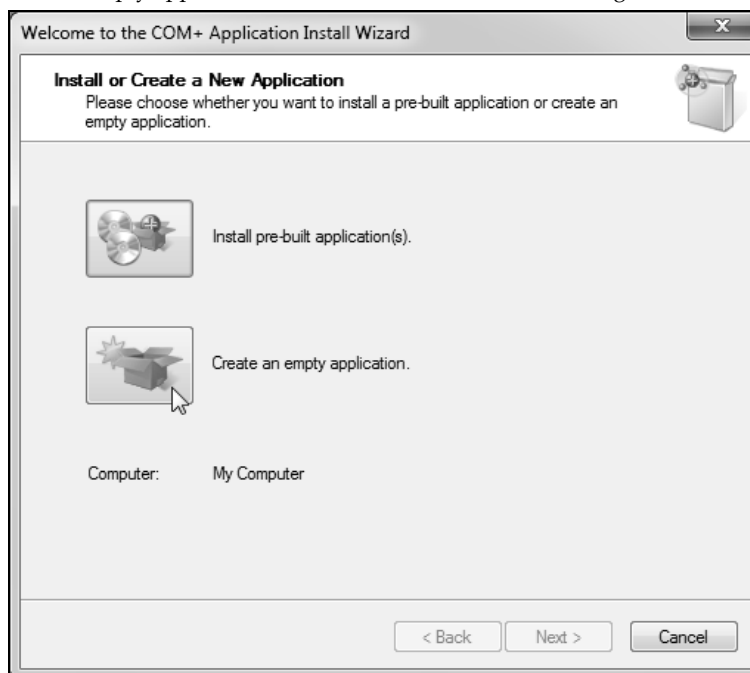 Welcome to the COM+ Application Install Wizard
X
Install or Create a New Application
Please choose whether you want to install a pre-built application or create an
empty application.
Install pre-built application(s).
Create an empty application.
Computer: My Computer
< Back Next > Cancel